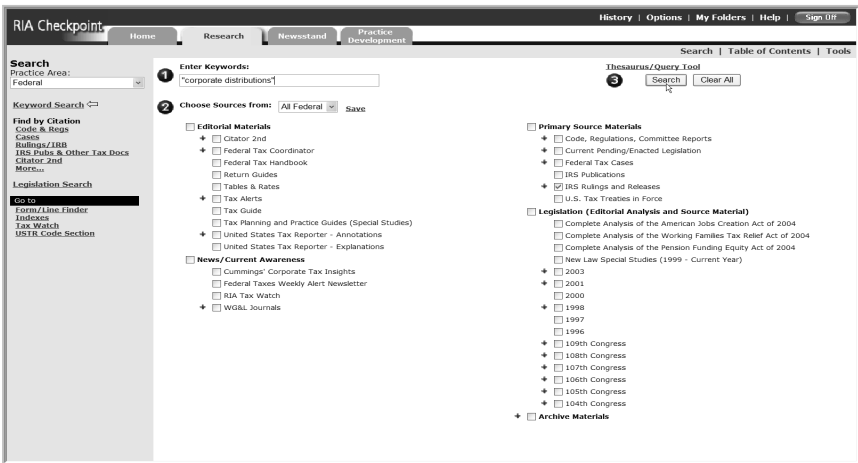 RIA Checkpoint
History | Options | My Folders | Help | Sign Off
Home
Research
Newsstand
Practice
Development
Search | Table of Contents | Tools
Search
Practice Area:
Federal
Keyword Search
Find by Citation
Code & Regs
Cases
Rulings/IRB
IRS Pubs & Other Tax Docs
Citator 2nd
More...
Legislation Search
Go to
Form/Line Finder
Indexes
Tax Watch
USTR Code Section
Enter Keywords:
1 "corporate distributions"
Thesaurus/Query Tool
3 Search Clear All
2 Choose Sources from: All Federal Save
Editorial Materials
Citator 2nd
Federal Tax Coordinator
Federal Tax Handbook
Return Guides
Tables & Rates
Tax Alerts
Tax Guide
Tax Planning and Practice Guides (Special Studies)
United States Tax Reporter - Annotations
United States Tax Reporter - Explanations
News/Current Awareness
Cummings' Corporate Tax Insights
Federal Taxes Weekly Alert Newsletter
RIA Tax Watch
WG&L Journals
Primary Source Materials
Code, Regulations, Committee Reports
Current Pending/Enacted Legislation
Federal Tax Cases
IRS Publications
IRS Rulings and Releases
U.S. Tax Treaties in Force
Legislation (Editorial Analysis and Source Material)
Complete Analysis of the American Jobs Creation Act of 2004
Complete Analysis of the Working Families Tax Relief Act of 2004
Complete Analysis of the Pension Funding Equity Act of 2004
New Law Special Studies (1999 - Current Year)
2003
2001
2000
1998
1997
1996
109th Congress
108th Congress
107th Congress
106th Congress
105th Congress
104th Congress
Archive Materials